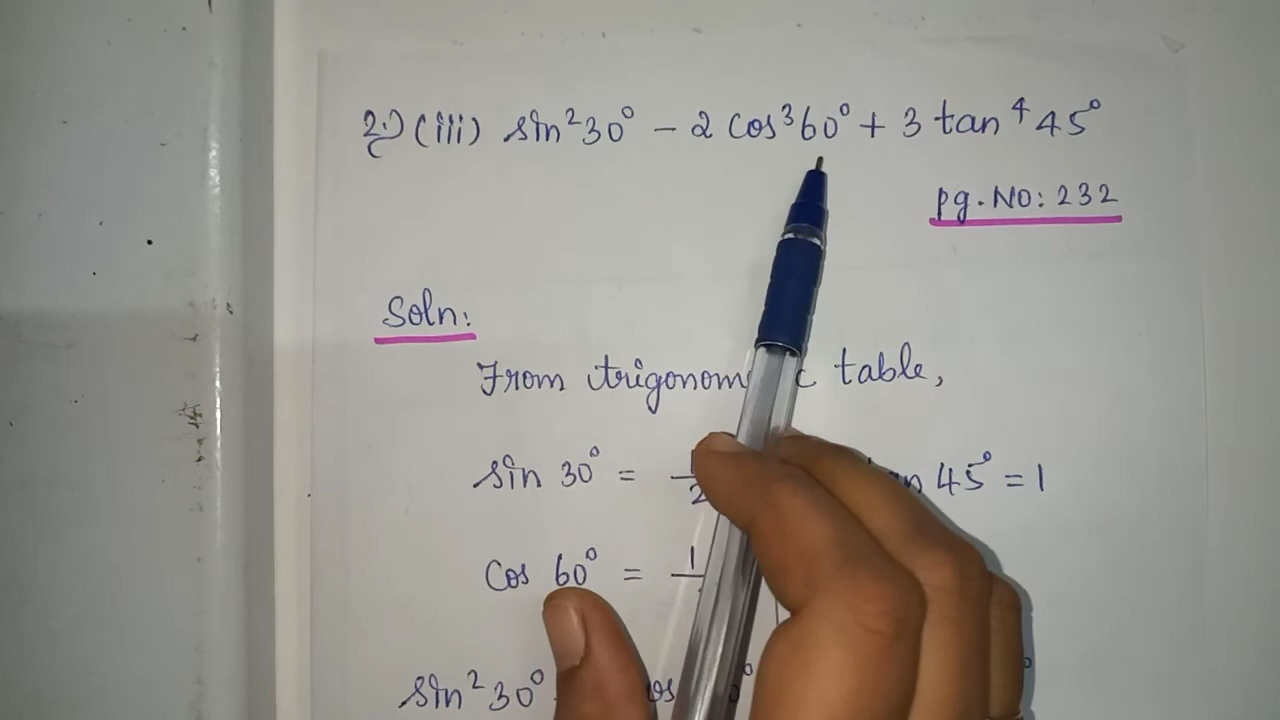 2.) (iii) sin²30° – 2 cos³60° + 3 tan⁴45°
pg.No: 232
Soln:
From table,
sin 30° = 45° = 1
cos 60° =
sin²30°